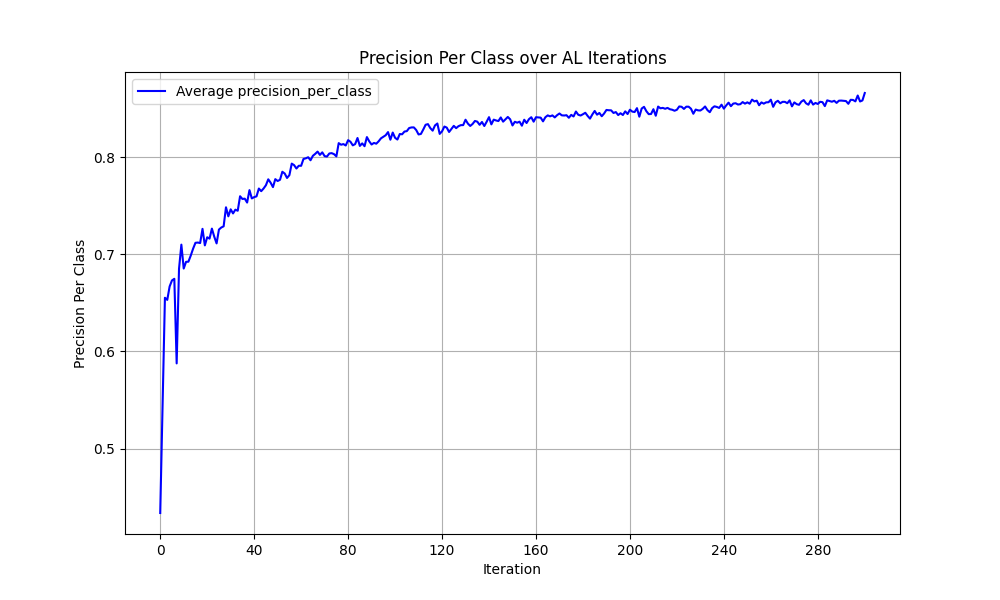 Precision Per Class over AL Iterations
Average precision_per_class
Precision Per Class
0.8
0.7
0.6
0.5
0 40 80 120 160 200 240 280
Iteration